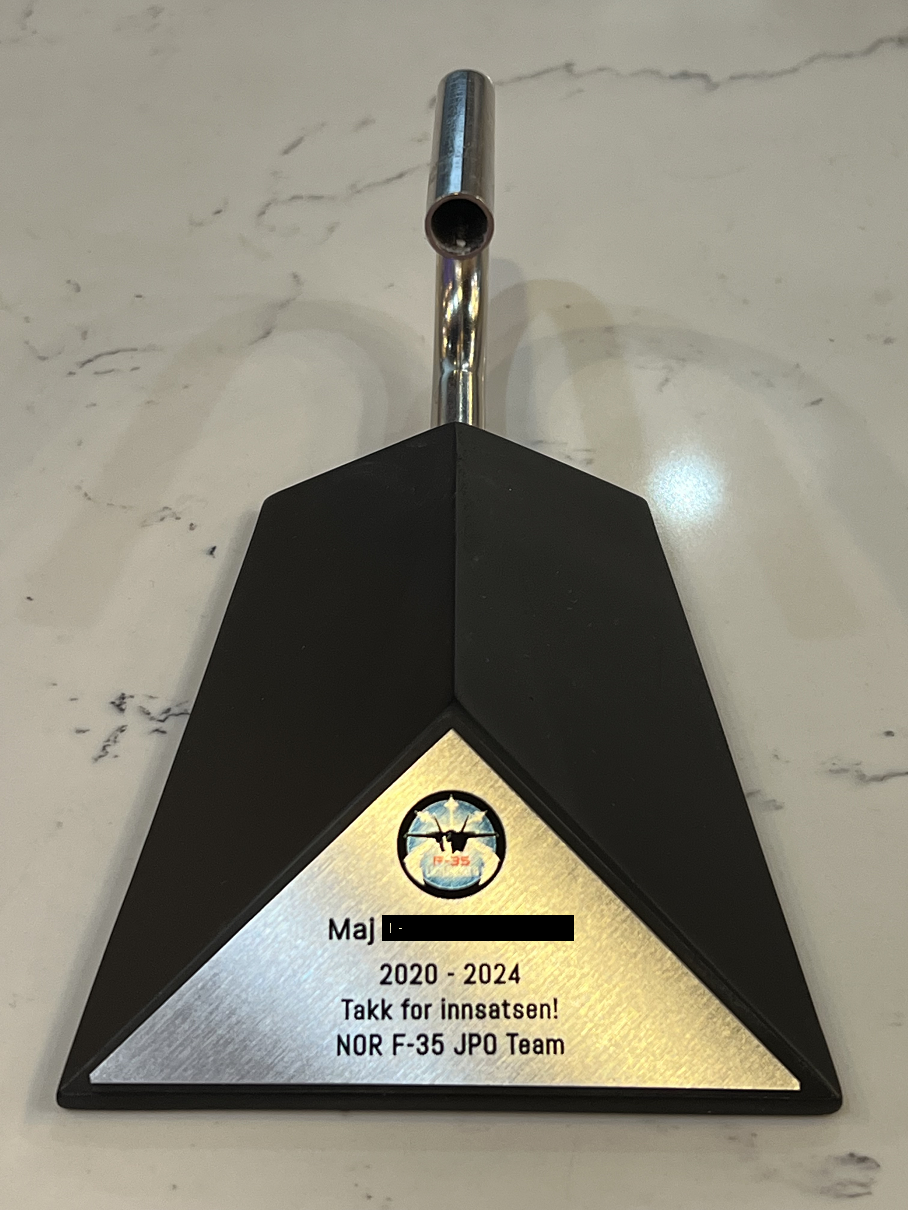 F-35
Maj
2020 - 2024
Takk for innsatsen!
NOR F-35 JPO Team